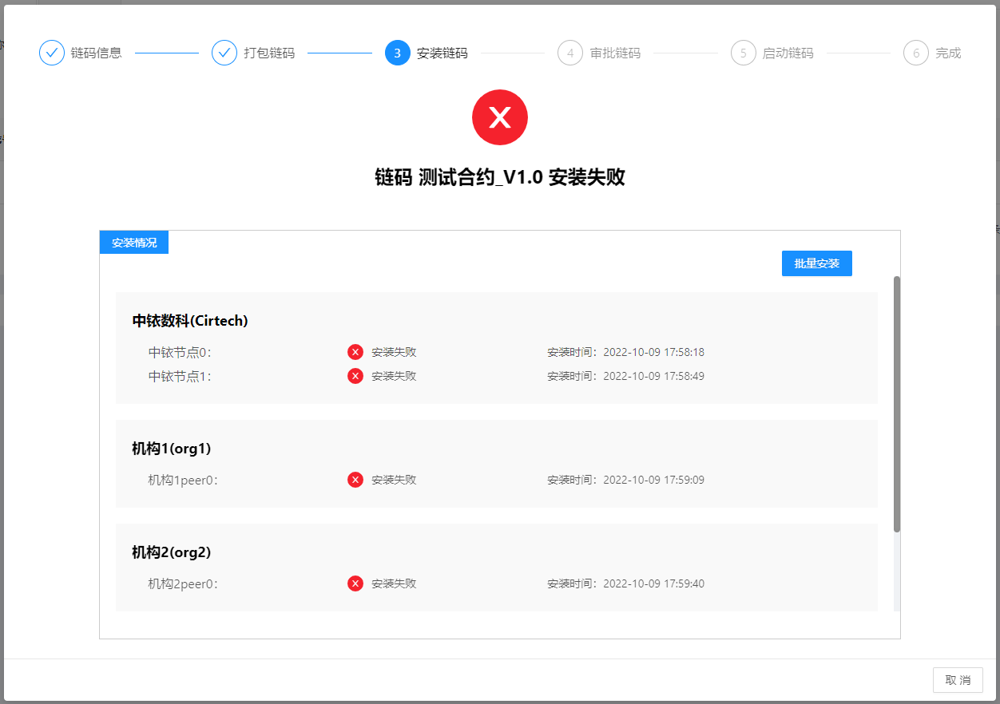 链码信息
打包链码
3 安装链码
4 审批链码
5 启动链码
6 完成
链码 测试合约_V1.0 安装失败
安装情况
批量安装
中铱数科(Cirtech)
中铱节点0： 安装失败 安装时间：2022-10-09 17:58:18
中铱节点1： 安装失败 安装时间：2022-10-09 17:58:49
机构1(org1)
机构1peer0： 安装失败 安装时间：2022-10-09 17:59:09
机构2(org2)
机构2peer0： 安装失败 安装时间：2022-10-09 17:59:40
取 消